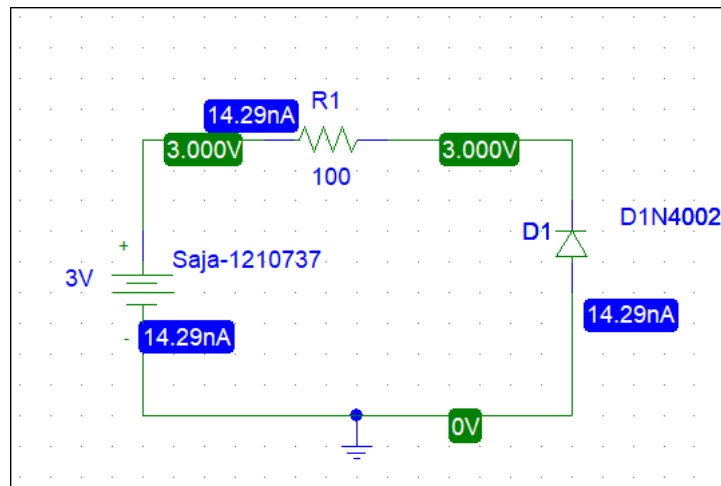 R1
14.29nA
3.000V
3.000V
100
D1N4002
D1
+
Saja-1210737
3V
14.29nA
-
14.29nA
0V